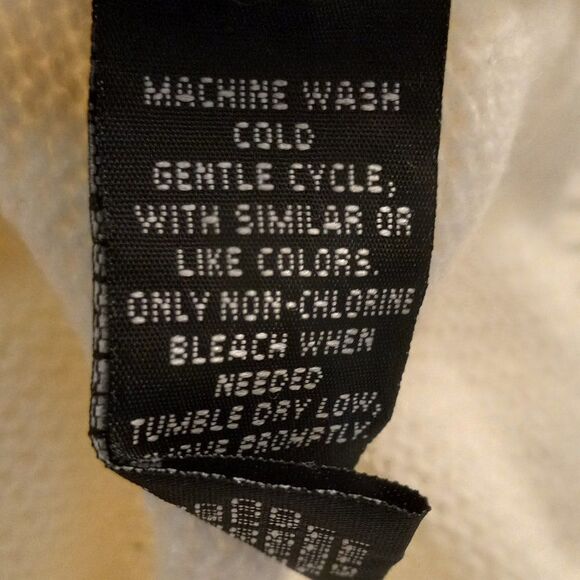 MACHINE WASH
COLD
GENTLE CYCLE,
WITH SIMILAR OR
LIKE COLORS.
ONLY NON-CHLORINE
BLEACH WHEN
NEEDED
TUMBLE DRY LOW,
PROMPTLY.